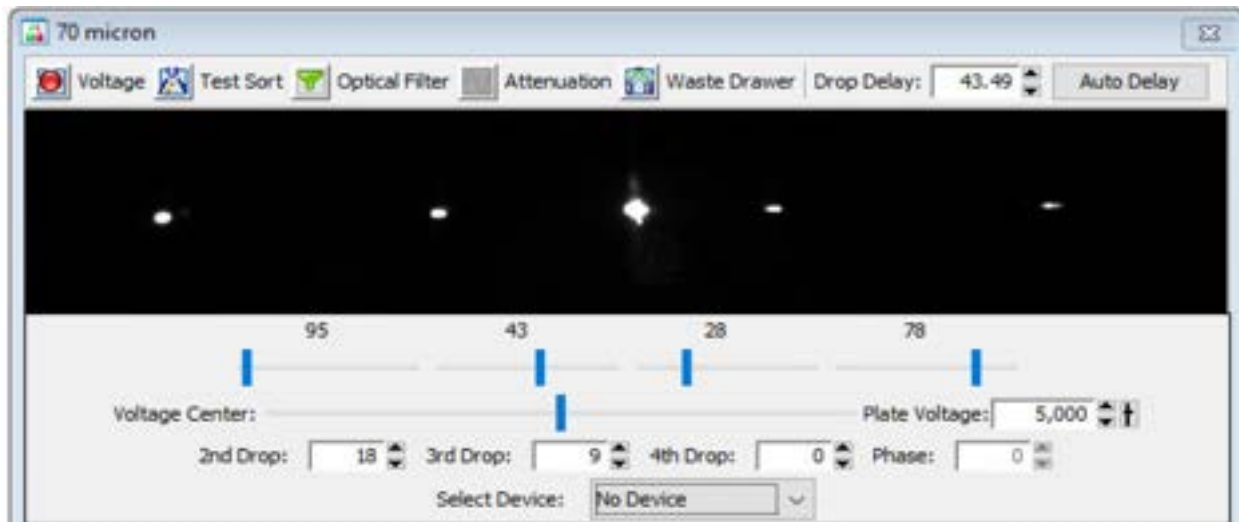 70 micron
Voltage Test Sort Optical Filter Attenuation Waste Drawer Drop Delay: 43.49 Auto Delay
95 43 28 78
Voltage Center: Plate Voltage: 5,000
2nd Drop: 18 3rd Drop: 9 4th Drop: 0 Phase: 0
Select Device: No Device